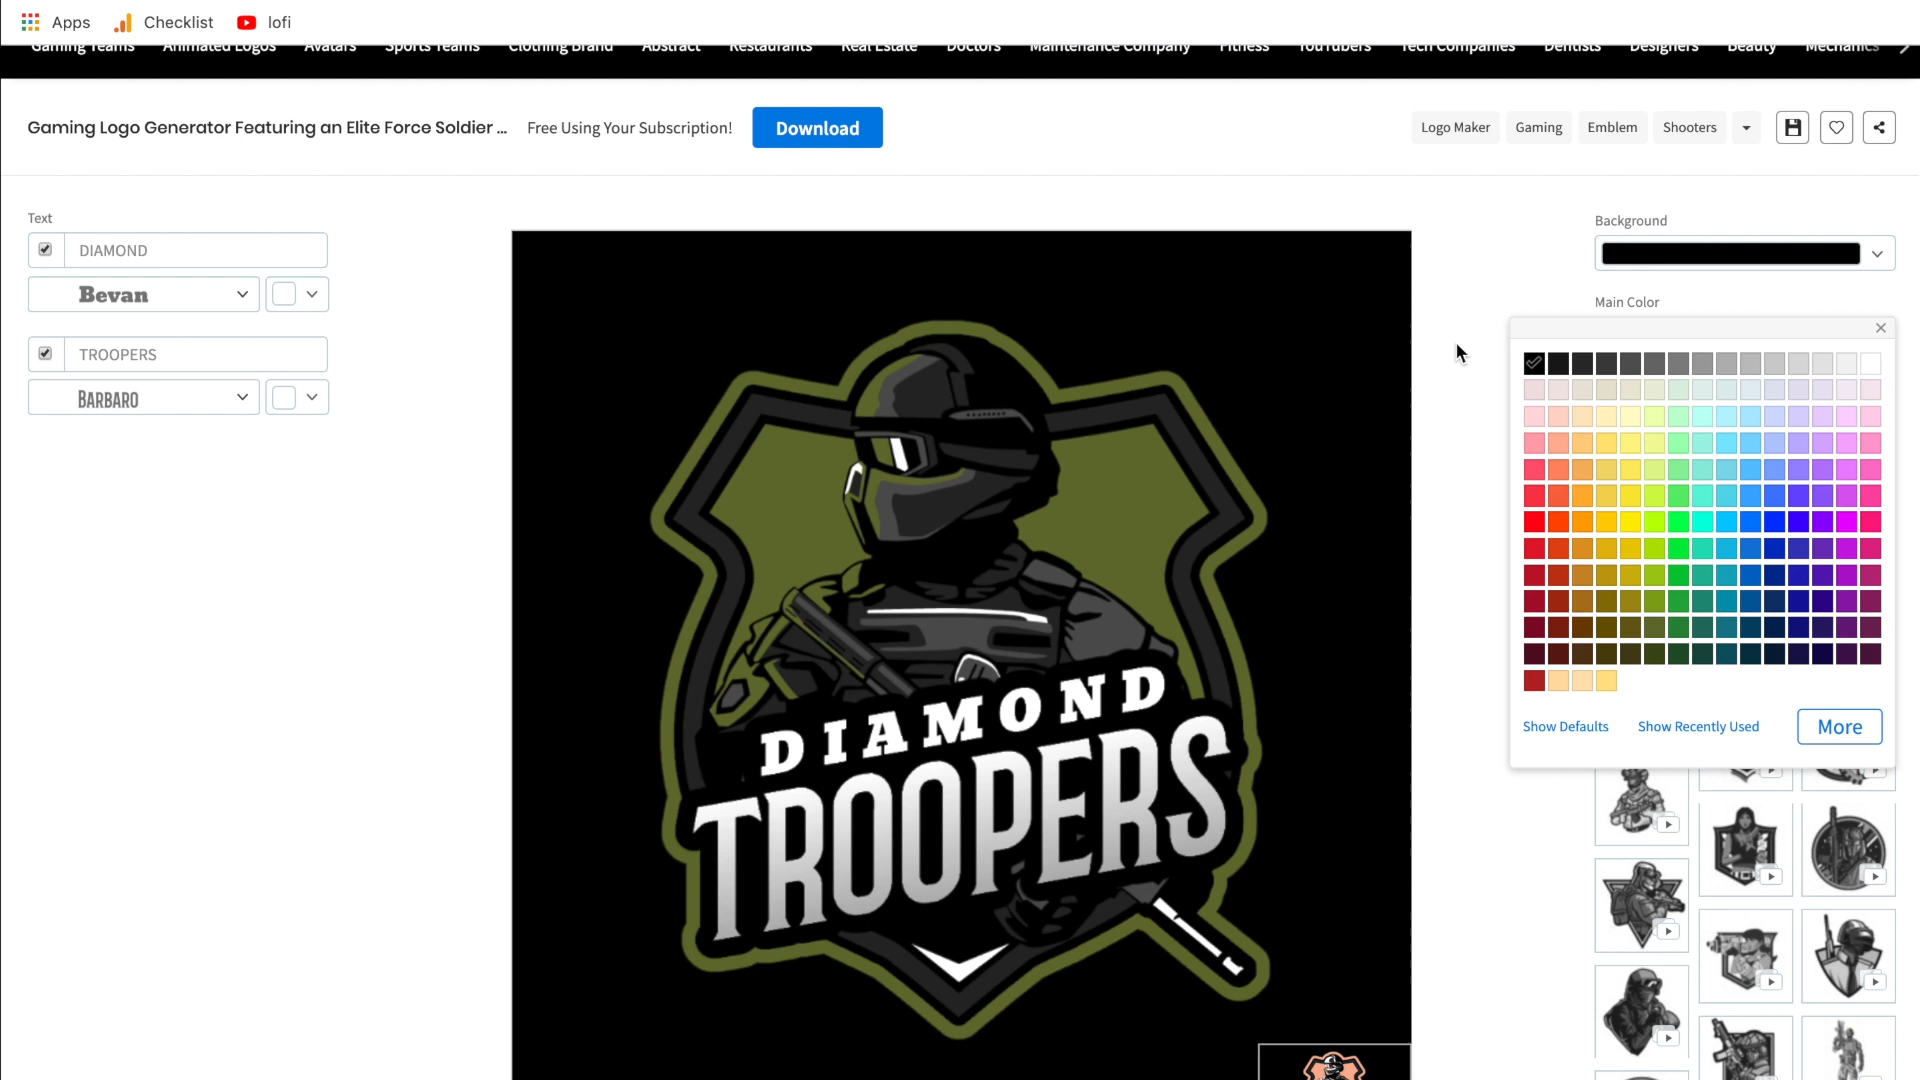 Apps Checklist lofi
Gaming Teams Animated Logos Avatars Sports Teams Clothing Brand Abstract Restaurants Real Estate Doctors Maintenance Company Fitness YouTubers Tech Companies Dentists Designers Beauty Mechanics
Gaming Logo Generator Featuring an Elite Force Soldier ... Free Using Your Subscription! Download Logo Maker Gaming Emblem Shooters
Text
DIAMOND
Bevan
TROOPERS
BARBARO
Background
Main Color
Show Defaults Show Recently Used More
DIAMOND
TROOPERS